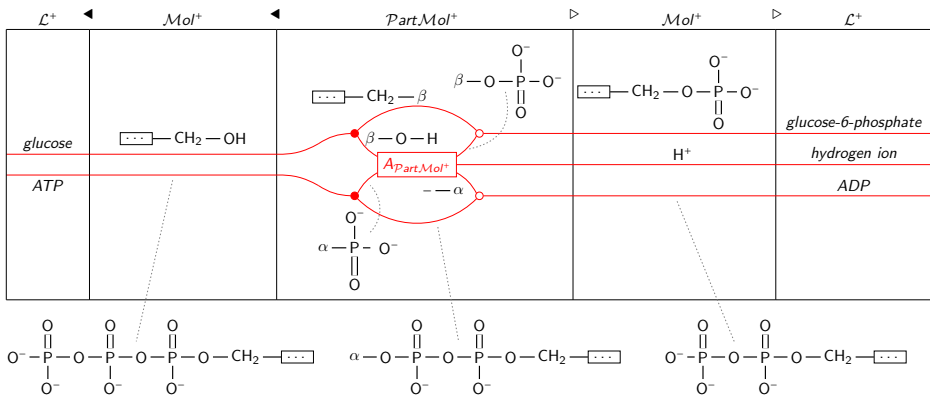 ℒ⁺ ◀ ℳol⁺ ◀ 𝒫artℳol⁺ ▷ ℳol⁺ ▷ ℒ⁺
O⁻
β—O—P—O⁻
O
⋯—CH₂—β
O⁻
⋯—CH₂—O—P—O⁻
O
glucose-6-phosphate
glucose
⋯—CH₂—OH
β—O—H
H⁺
hydrogen ion
A𝒫artℳol⁺
ATP
-—α
ADP
O⁻
α—P—O⁻
O
O O O
O⁻—P—O—P—O—P—O—CH₂—⋯
O⁻ O⁻ O⁻
O O
α—O—P—O—P—O—CH₂—⋯
O⁻ O⁻
O O
O⁻—P—O—P—O—CH₂—⋯
O⁻ O⁻